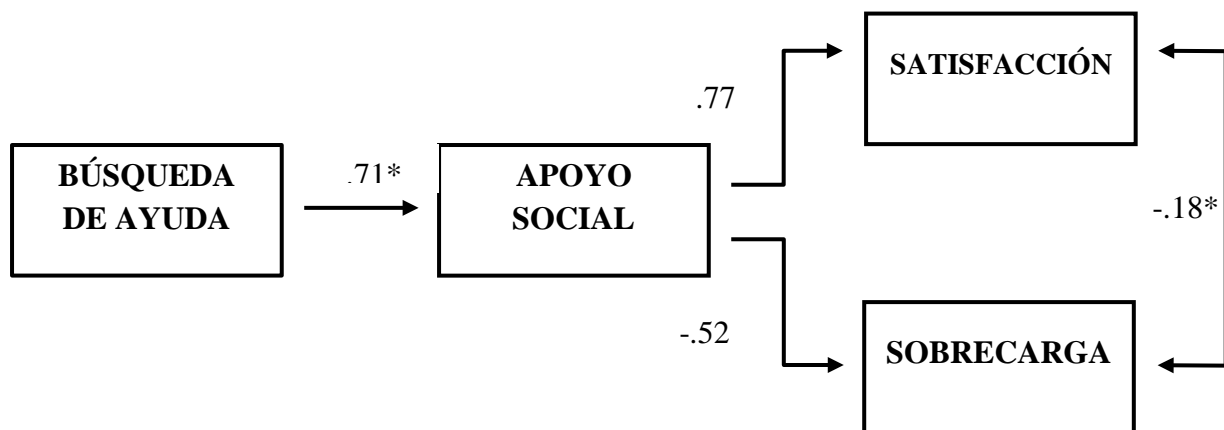 SATISFACCIÓN
.77
BÚSQUEDA
DE AYUDA
.71*
APOYO
SOCIAL
-.18*
-.52
SOBRECARGA